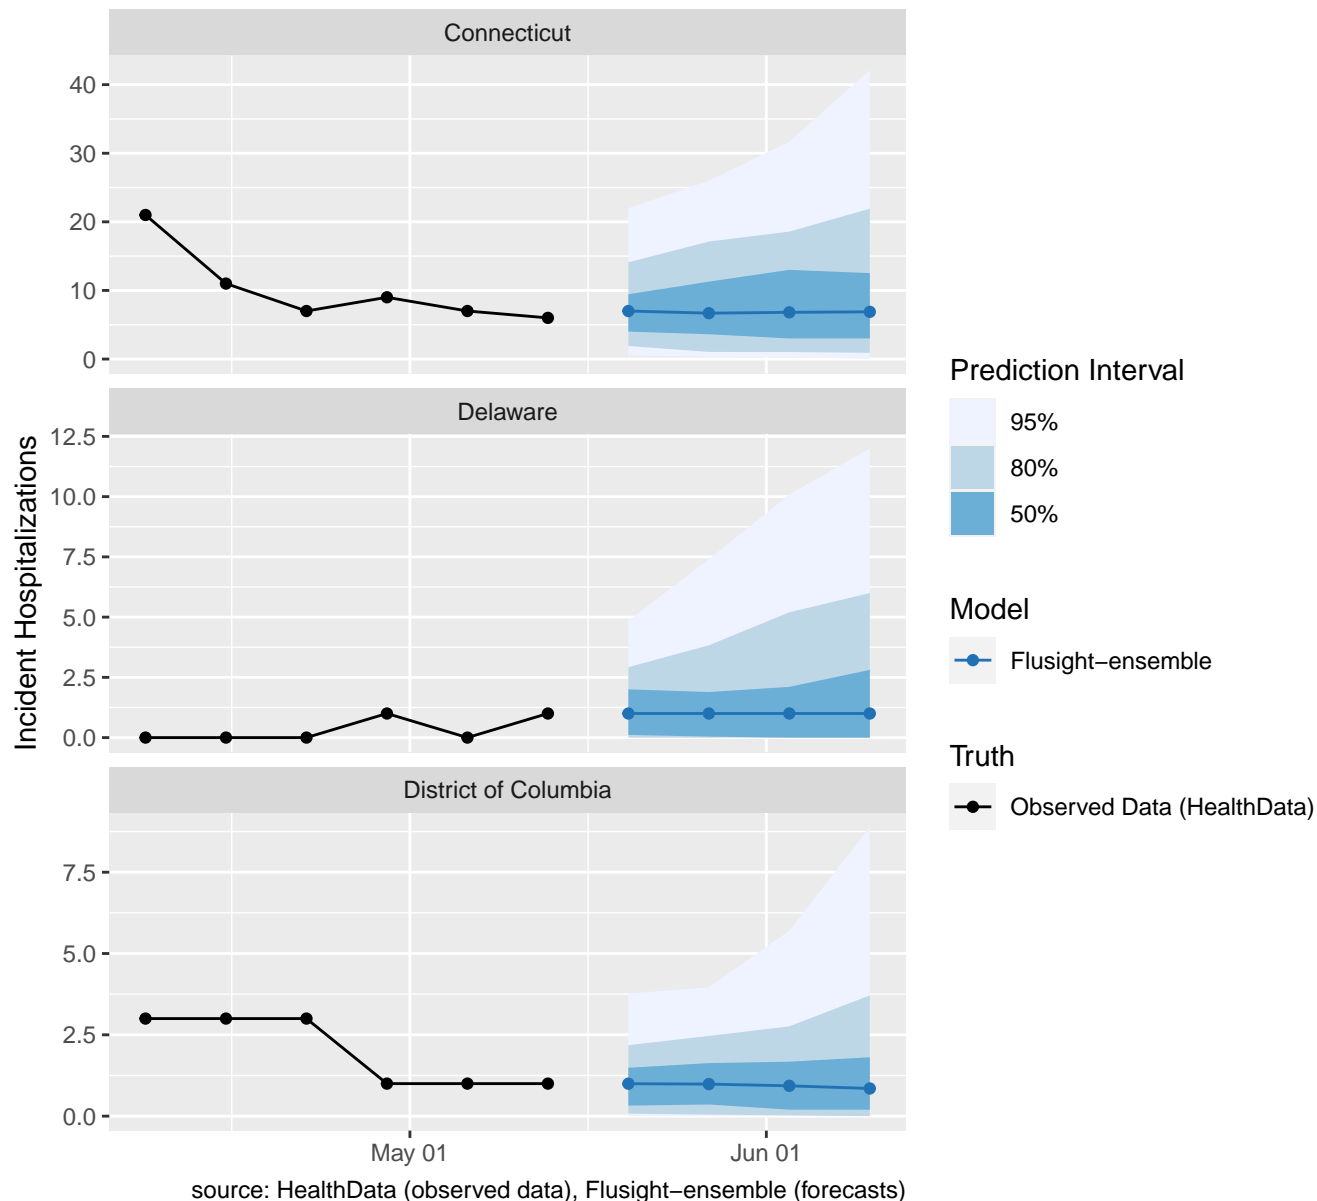 Connecticut
40
30
20
10
0
Delaware
12.5
10.0
7.5
5.0
2.5
0.0
District of Columbia
7.5
5.0
2.5
0.0
Incident Hospitalizations
May 01
Jun 01
source: HealthData (observed data), Flusight−ensemble (forecasts)
Prediction Interval
95%
80%
50%
Model
Flusight−ensemble
Truth
Observed Data (HealthData)